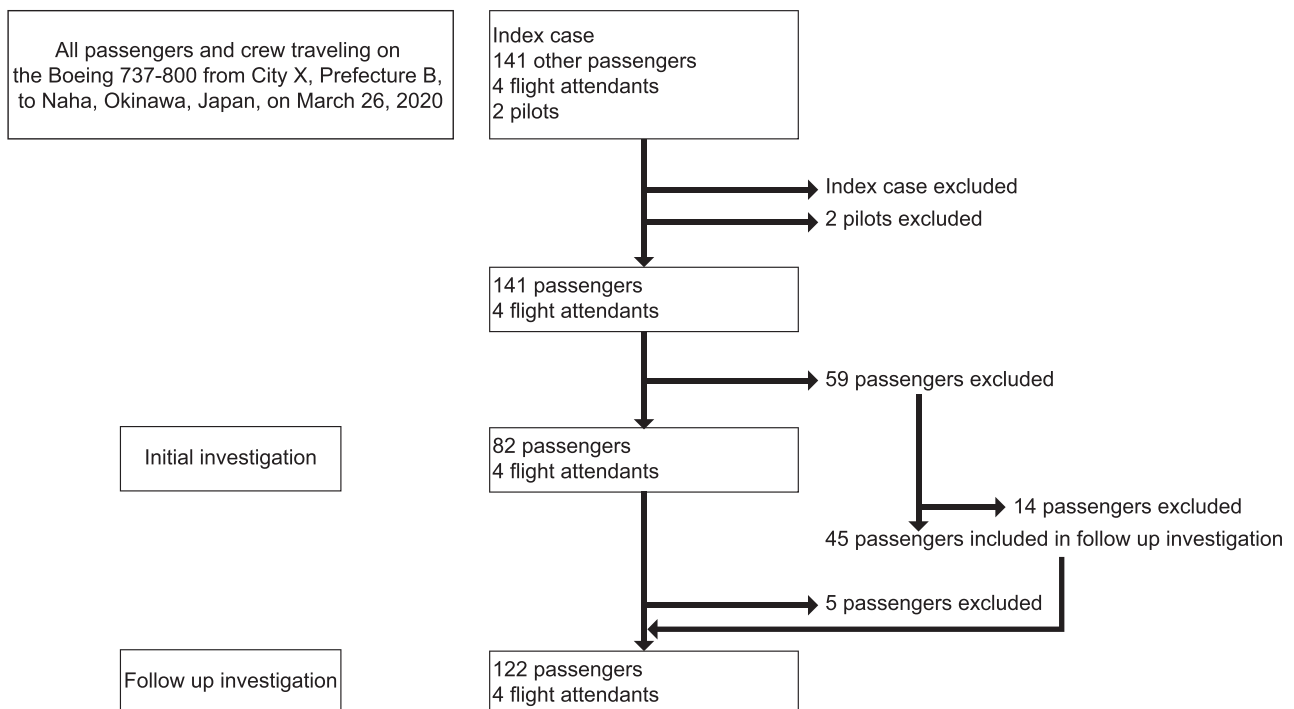 All passengers and crew traveling on
the Boeing 737-800 from City X, Prefecture B,
to Naha, Okinawa, Japan, on March 26, 2020
Index case
141 other passengers
4 flight attendants
2 pilots
Index case excluded
2 pilots excluded
141 passengers
4 flight attendants
59 passengers excluded
Initial investigation
82 passengers
4 flight attendants
14 passengers excluded
45 passengers included in follow up investigation
5 passengers excluded
Follow up investigation
122 passengers
4 flight attendants